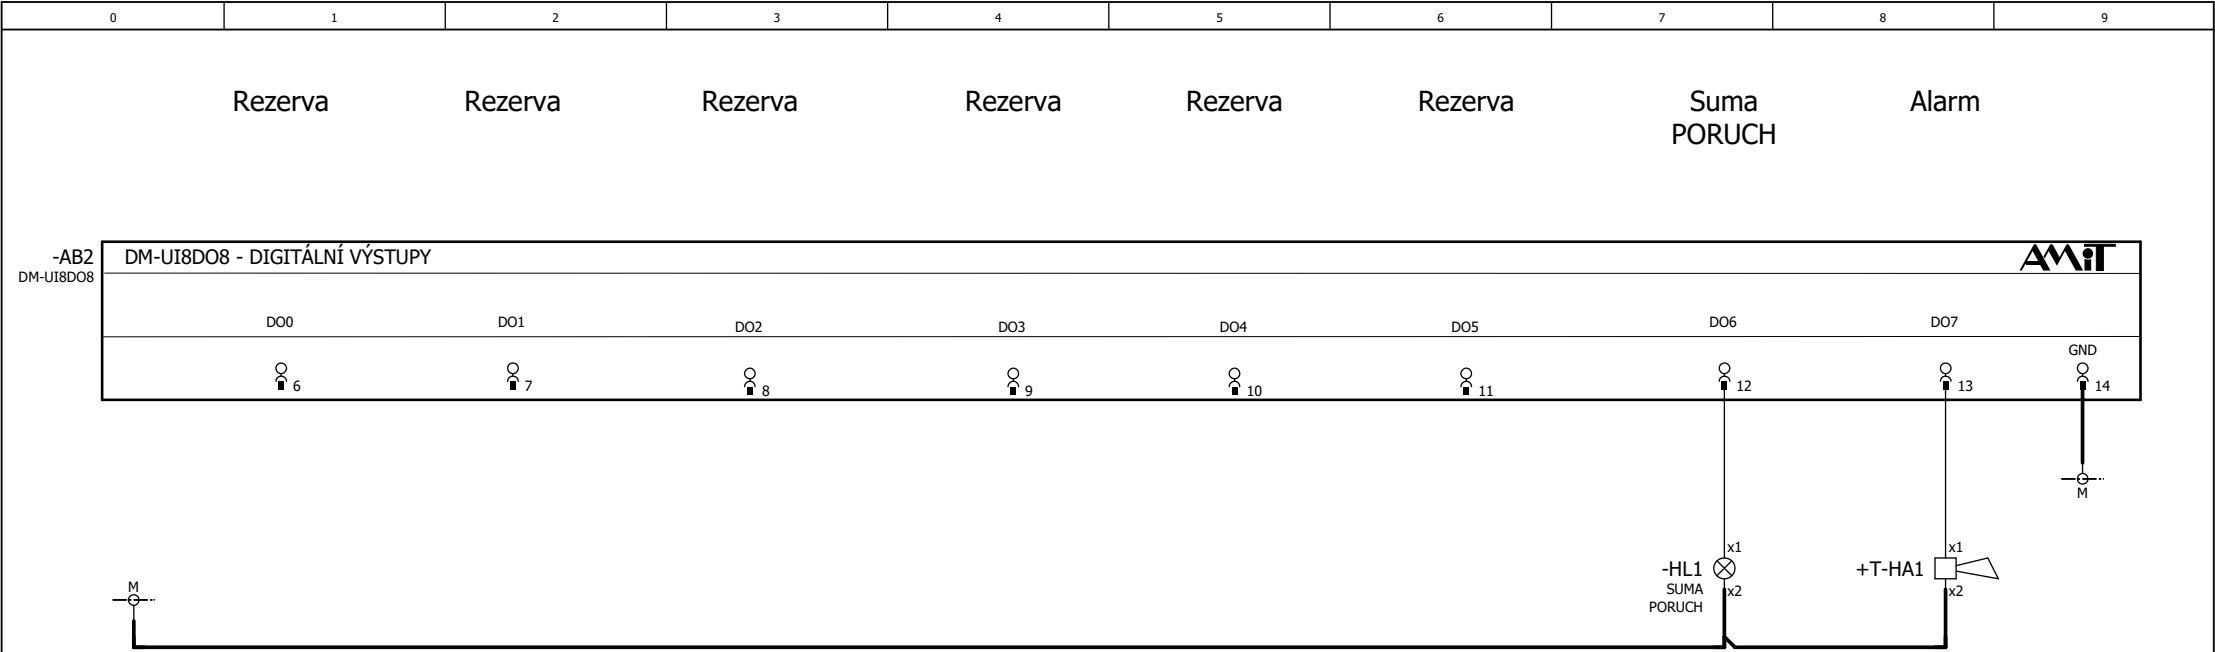 0 1 2 3 4 5 6 7 8 9
Rezerva Rezerva Rezerva Rezerva Rezerva Rezerva Suma Alarm
PORUCH
-AB2 DM-UI8DO8 - DIGITÁLNÍ VÝSTUPY AMiT
DM-UI8DO8
DO0 DO1 DO2 DO3 DO4 DO5 DO6 DO7
GND
6 7 8 9 10 11 12 13 14
M
x1 x1
-HL1 +T-HA1
SUMA x2 x2
PORUCH
M